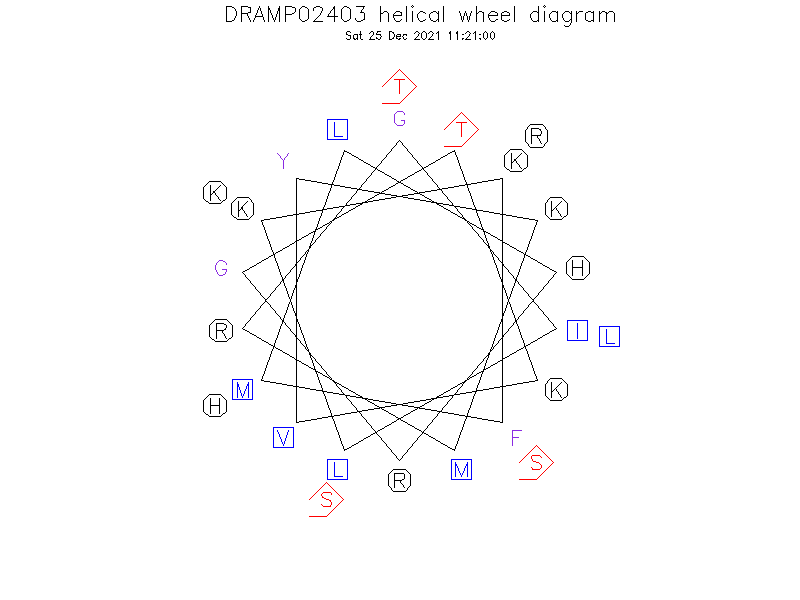 DRAMP02403 helical wheel diagram
Sat 25 Dec 2021 11:21:00
T
G
L
T
R
Y
K
K
K
K
G
H
R
I
L
M
K
H
V
F
L
M
S
R
S